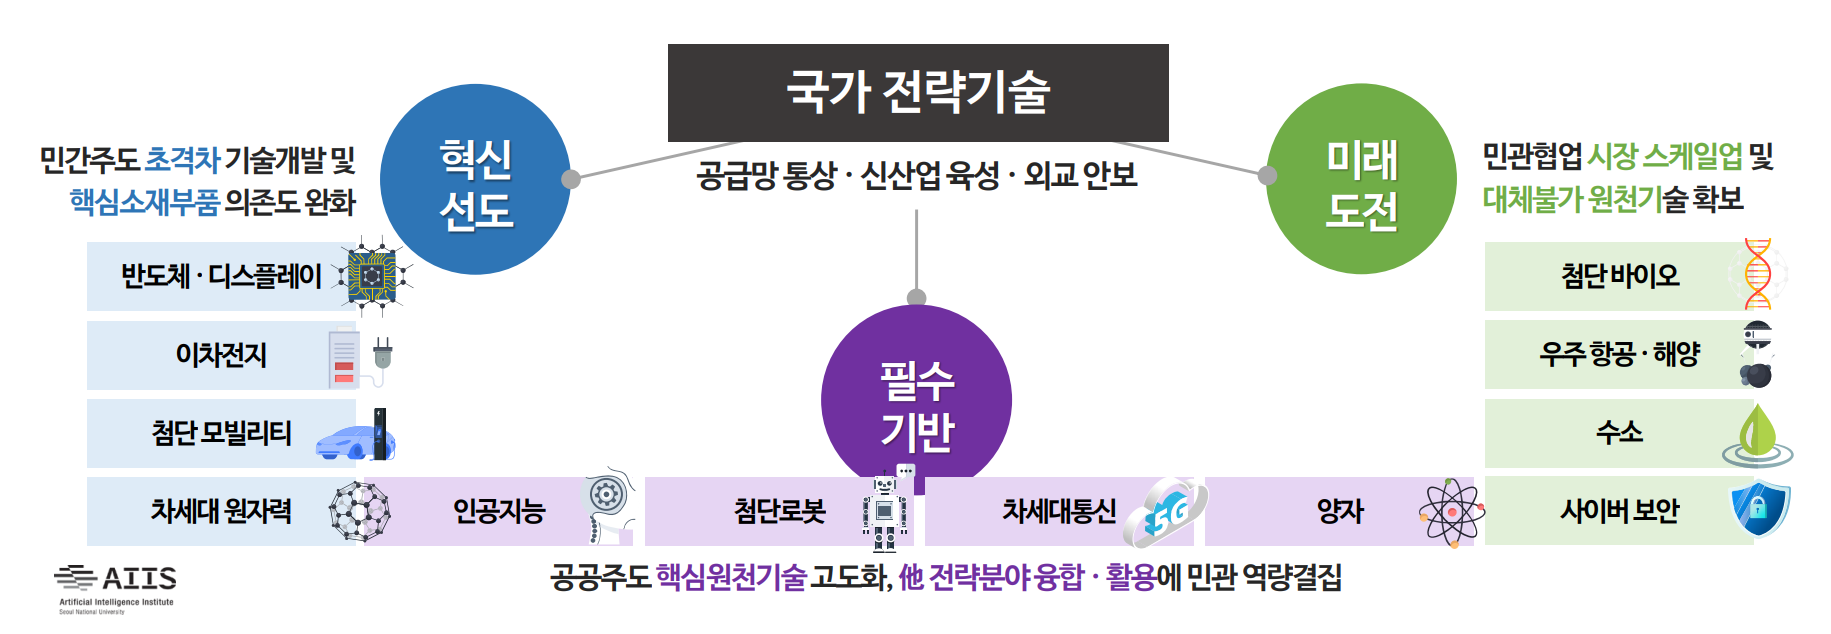 국가 전략기술
공급망 통상 · 신산업 육성 · 외교 안보
혁신
선도
민간주도 초격차 기술개발 및
핵심소재부품 의존도 완화
반도체 · 디스플레이
이차전지
첨단 모빌리티
차세대 원자력
미래
도전
민관협업 시장 스케일업 및
대체불가 원천기술 확보
첨단 바이오
우주 항공 · 해양
수소
사이버 보안
필수
기반
인공지능
첨단로봇
차세대통신
5G
양자
공공주도 핵심원천기술 고도화, 他 전략분야 융합 · 활용에 민관 역량결집
AIIS
Artificial Intelligence Institute
Seoul National University